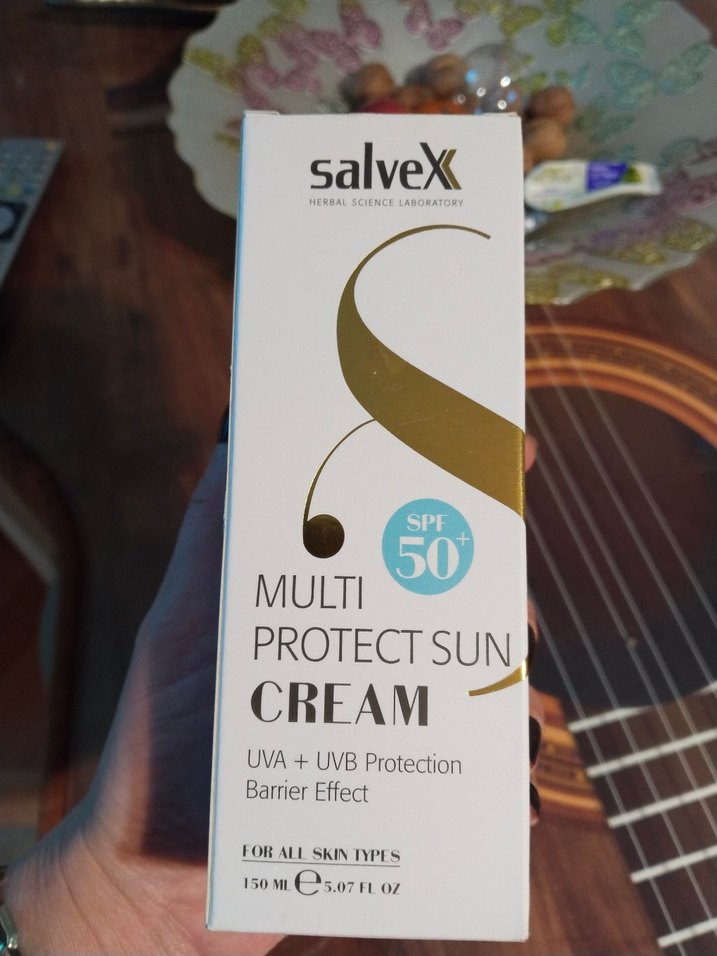 salveX
HERBAL SCIENCE LABORATORY
SPF
50+
MULTI
PROTECT SUN
CREAM
UVA + UVB Protection
Barrier Effect
FOR ALL SKIN TYPES
150 ML e 5.07 FL OZ